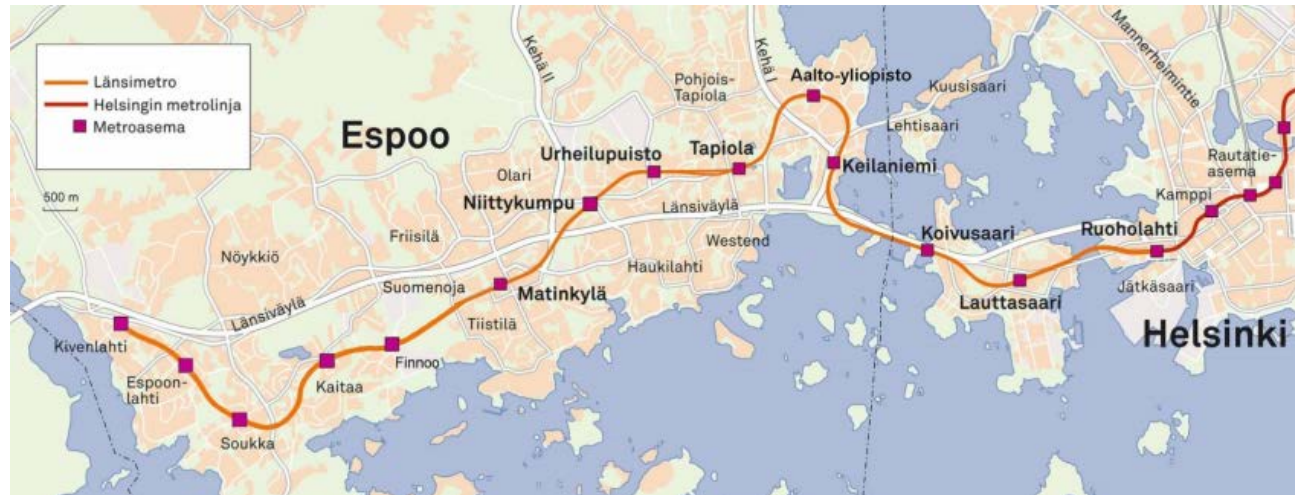 Länsimetro
Helsingin metrolinja
Metroasema
500 m
Espoo
Helsinki
Kehä II
Kehä I
Mannerheimintie
Pohjois-
Tapiola
Aalto-yliopisto
Kuusisaari
Lehtisaari
Urheilupuisto
Tapiola
Keilaniemi
Rautatie-
asema
Olari
Kamppi
Niittykumpu
Länsiväylä
Koivusaari
Ruoholahti
Friisilä
Westend
Nöykkiö
Haukilahti
Suomenoja
Matinkylä
Lauttasaari
Jätkäsaari
Länsiväylä
Tiistilä
Kivenlahti
Finnoo
Espoon-
lahti
Kaitaa
Soukka